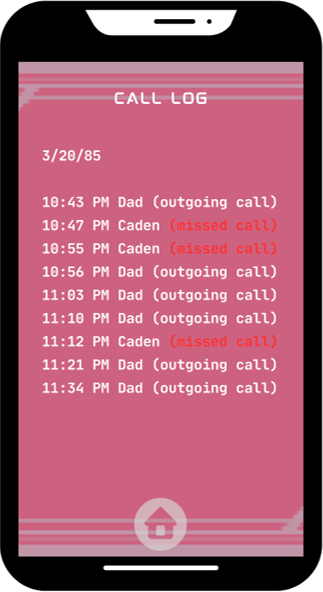 CALL LOG
3/20/85
10:43 PM Dad (outgoing call)
10:47 PM Caden (missed call)
10:55 PM Caden (missed call)
10:56 PM Dad (outgoing call)
11:03 PM Dad (outgoing call)
11:10 PM Dad (outgoing call)
11:12 PM Caden (missed call)
11:21 PM Dad (outgoing call)
11:34 PM Dad (outgoing call)